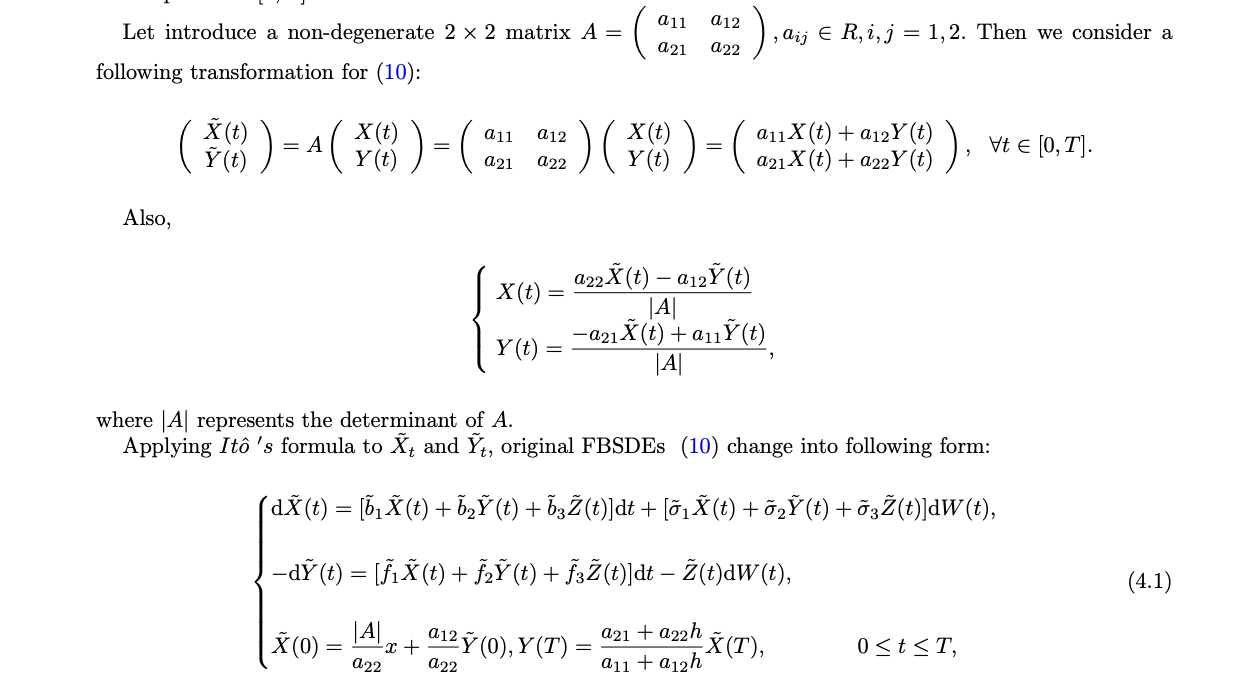 Let introduce a non-degenerate 2 × 2 matrix A = ( a₁₁ a₁₂ ; a₂₁ a₂₂ ), aᵢⱼ ∈ R, i, j = 1, 2. Then we consider a
following transformation for (10):
( X̃(t) ; Ỹ(t) ) = A ( X(t) ; Y(t) ) = ( a₁₁ a₁₂ ; a₂₁ a₂₂ ) ( X(t) ; Y(t) ) = ( a₁₁X(t) + a₁₂Y(t) ; a₂₁X(t) + a₂₂Y(t) ), ∀t ∈ [0, T].
Also,
X(t) = (a₂₂X̃(t) − a₁₂Ỹ(t)) / |A|
Y(t) = (−a₂₁X̃(t) + a₁₁Ỹ(t)) / |A|,
where |A| represents the determinant of A.
Applying Itô 's formula to X̃ₜ and Ỹₜ, original FBSDEs (10) change into following form:
dX̃(t) = [b̃₁X̃(t) + b̃₂Ỹ(t) + b̃₃Z̃(t)]dt + [σ̃₁X̃(t) + σ̃₂Ỹ(t) + σ̃₃Z̃(t)]dW(t),
−dỸ(t) = [f̃₁X̃(t) + f̃₂Ỹ(t) + f̃₃Z̃(t)]dt − Z̃(t)dW(t),
(4.1)
X̃(0) = |A|/a₂₂ x + a₁₂/a₂₂ Ỹ(0), Y(T) = (a₂₁ + a₂₂h)/(a₁₁ + a₁₂h) X̃(T), 0 ≤ t ≤ T,